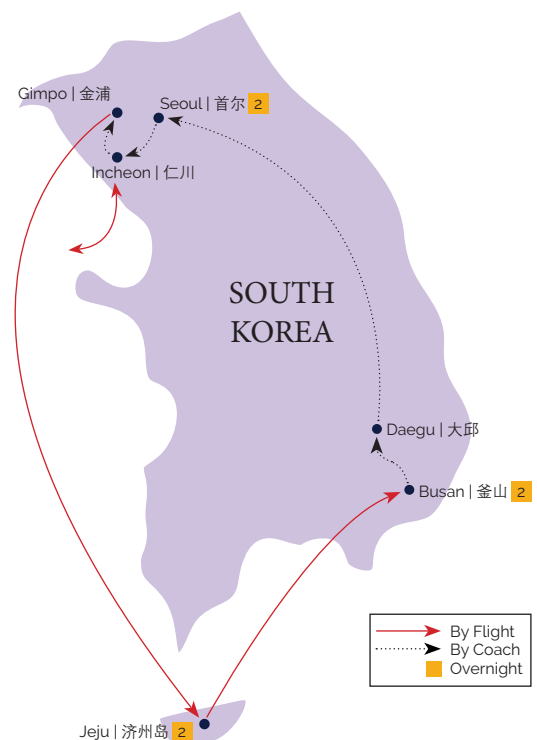 Gimpo | 金浦
Seoul | 首尔 2
Incheon | 仁川
SOUTH
KOREA
Daegu | 大邱
Busan | 釜山 2
By Flight
By Coach
Overnight
Jeju | 济州岛 2